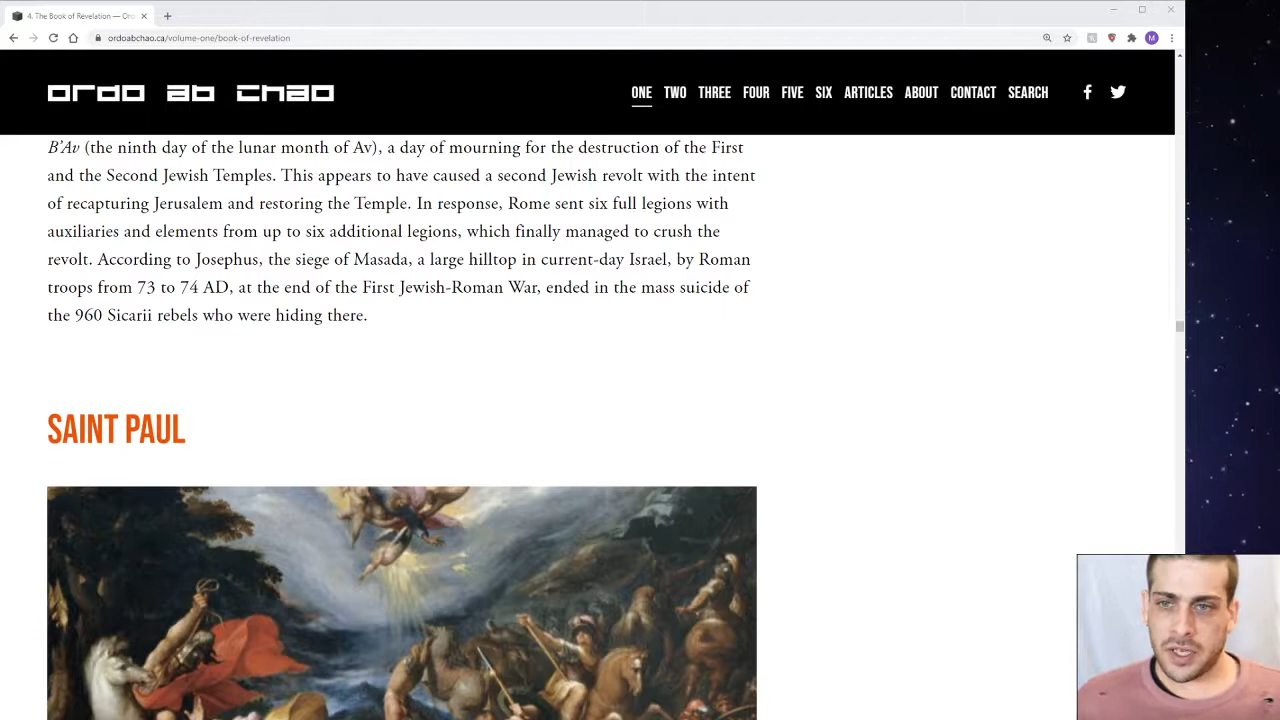 4. The Book of Revelation — Ord
ordoabchao.ca/volume-one/book-of-revelation
M
ordo ab chao
ONE TWO THREE FOUR FIVE SIX ARTICLES ABOUT CONTACT SEARCH
B’Av (the ninth day of the lunar month of Av), a day of mourning for the destruction of the First
and the Second Jewish Temples. This appears to have caused a second Jewish revolt with the intent
of recapturing Jerusalem and restoring the Temple. In response, Rome sent six full legions with
auxiliaries and elements from up to six additional legions, which finally managed to crush the
revolt. According to Josephus, the siege of Masada, a large hilltop in current-day Israel, by Roman
troops from 73 to 74 AD, at the end of the First Jewish-Roman War, ended in the mass suicide of
the 960 Sicarii rebels who were hiding there.
SAINT PAUL